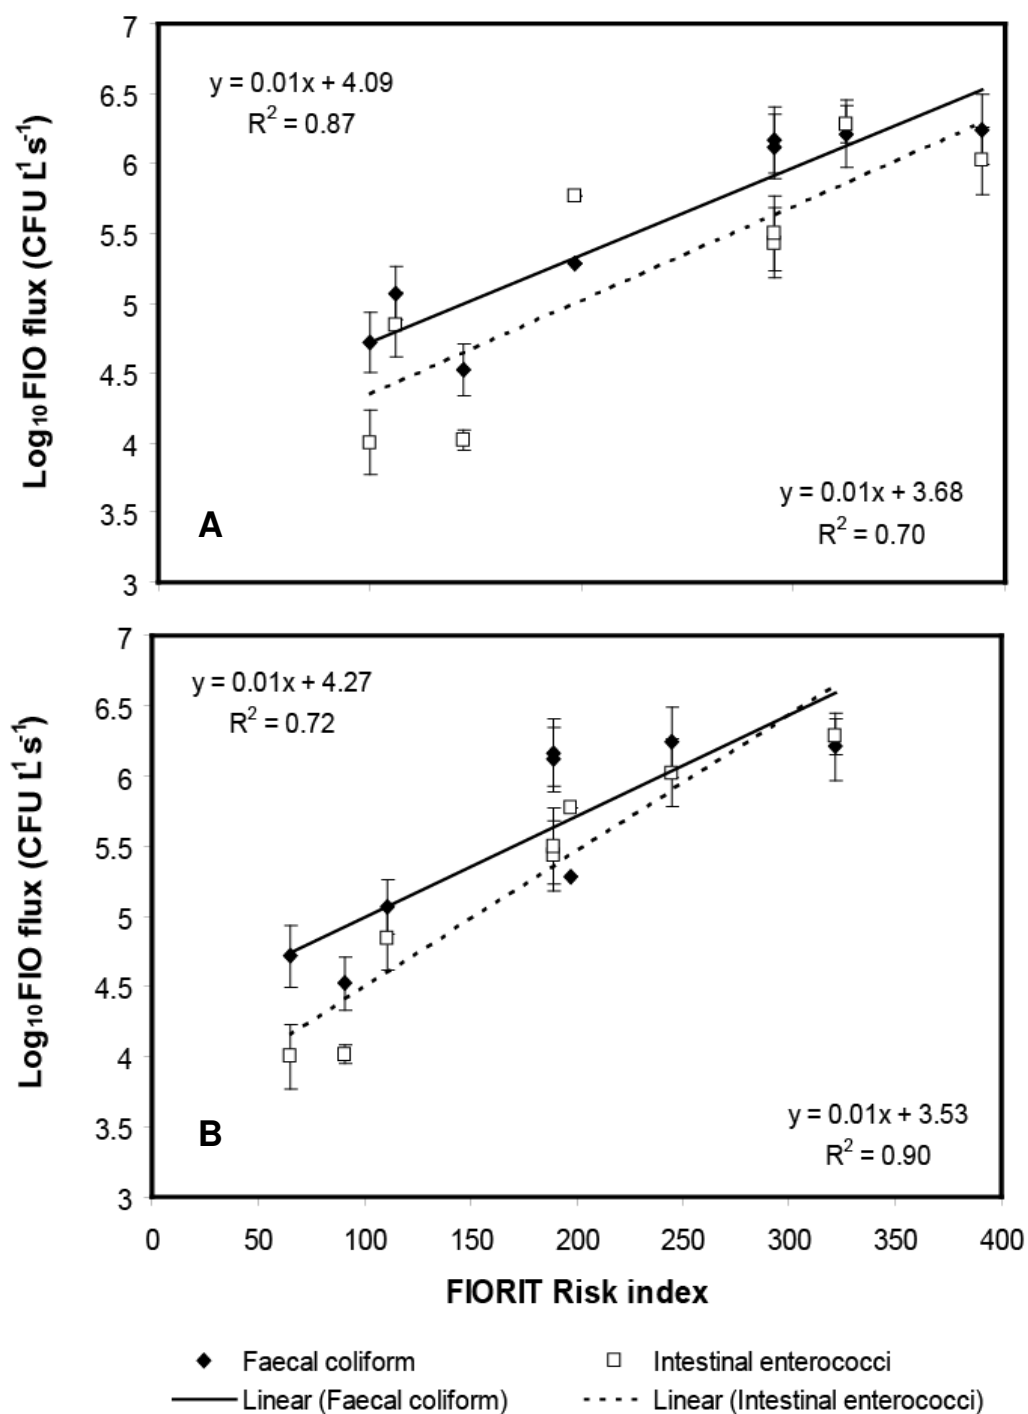 7
6.5
6
5.5
5
4.5
4
3.5
3
Log₁₀FIO flux (CFU L¹s⁻¹)
y = 0.01x + 4.09
R² = 0.87
y = 0.01x + 3.68
R² = 0.70
A
7
6.5
6
5.5
5
4.5
4
3.5
3
Log₁₀FIO flux (CFU L¹s⁻¹)
y = 0.01x + 4.27
R² = 0.72
y = 0.01x + 3.53
R² = 0.90
B
0 50 100 150 200 250 300 350 400
FIORIT Risk index
Faecal coliform Intestinal enterococci
Linear (Faecal coliform) Linear (Intestinal enterococci)